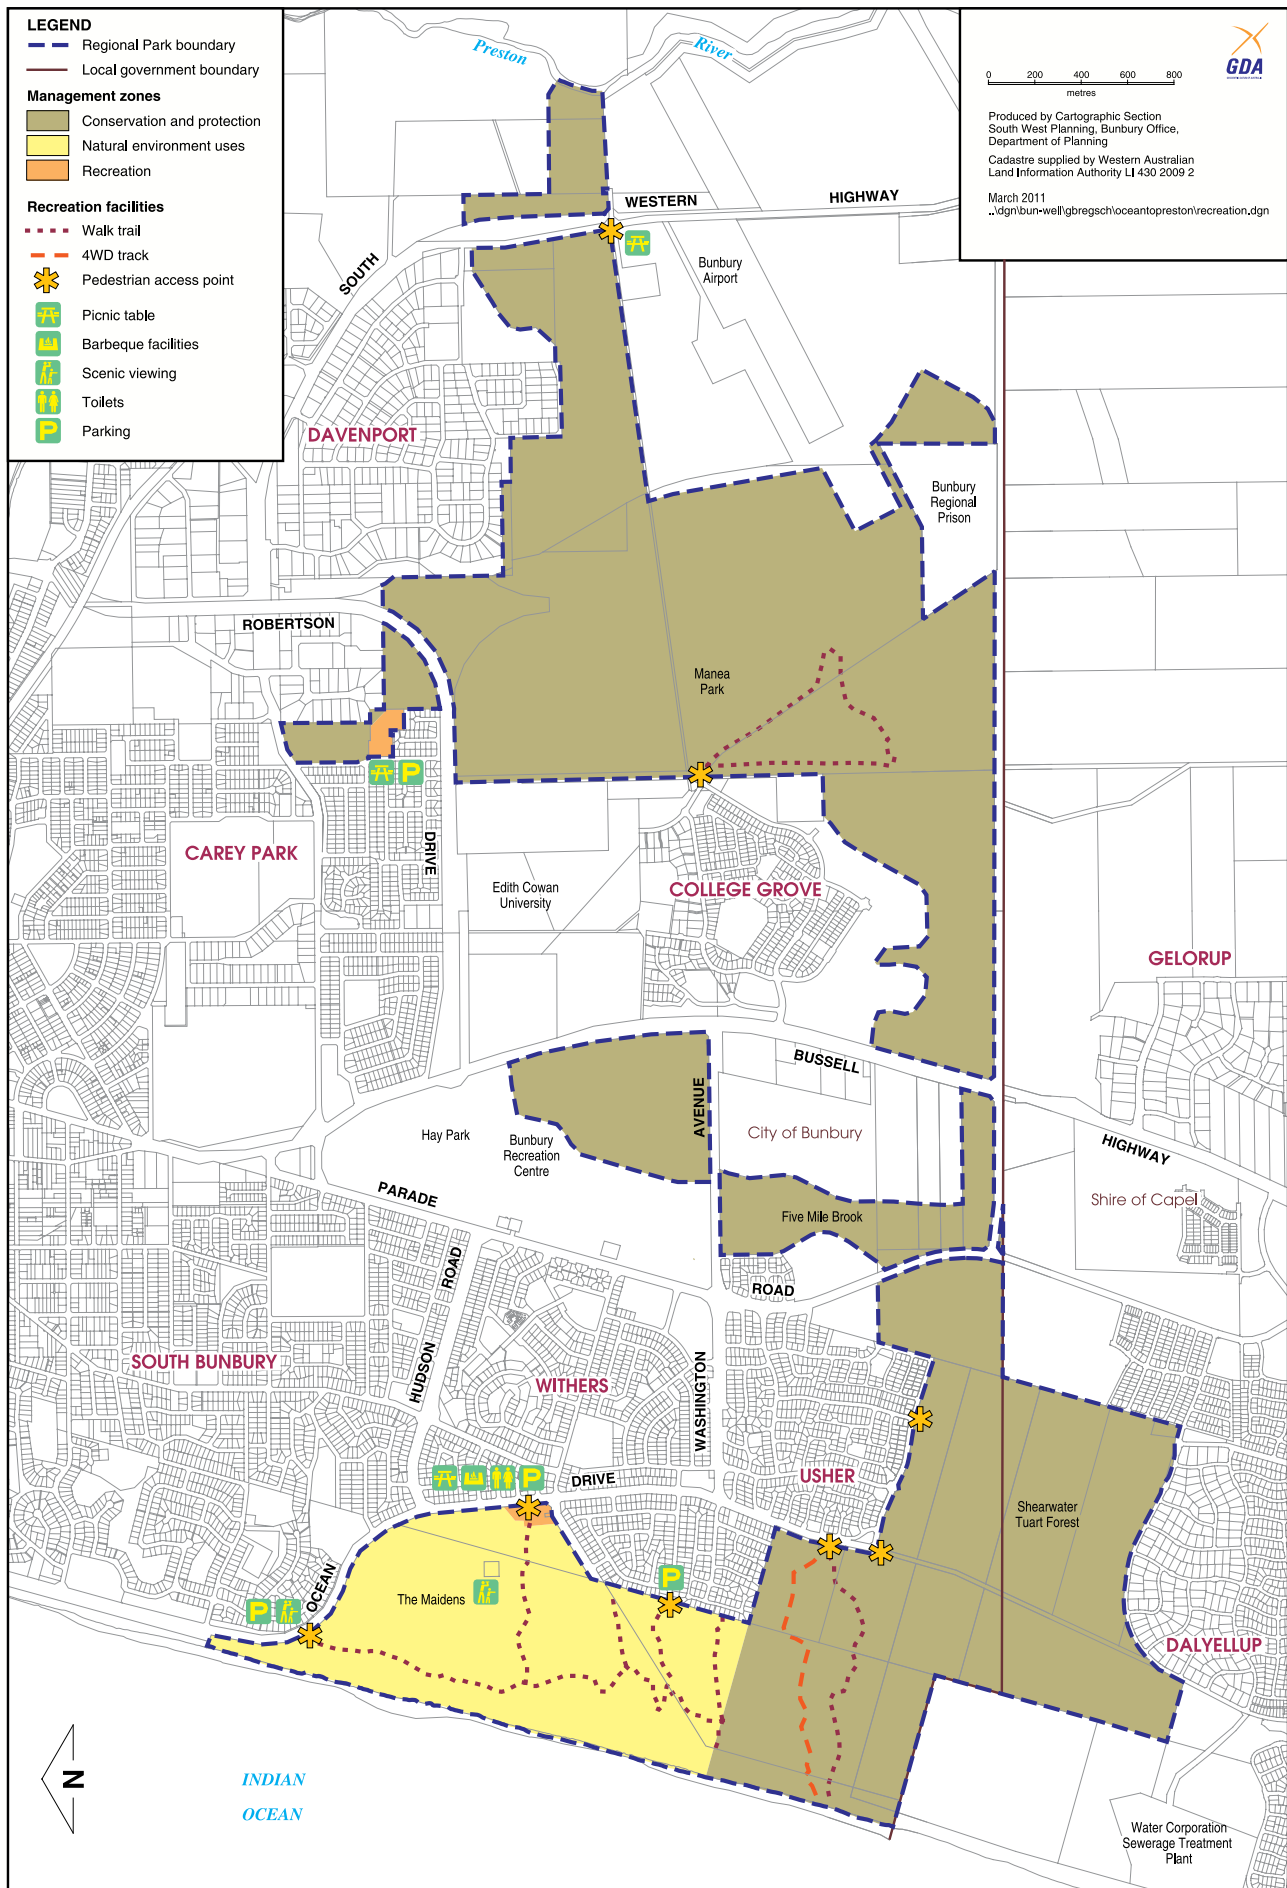 LEGEND
Regional Park boundary
Local government boundary
Management zones
Conservation and protection
Natural environment uses
Recreation
Recreation facilities
Walk trail
4WD track
Pedestrian access point
Picnic table
Barbeque facilities
Scenic viewing
Toilets
P
Parking
0 200 400 600 800
metres
GDA
Produced by Cartographic Section
South West Planning, Bunbury Office,
Department of Planning
Cadastre supplied by Western Australian
Land Information Authority LI 430 2009 2
March 2011
..\dgn\bun-well\gbregsch\oceantopreston\recreation.dgn
Preston
River
WESTERN
HIGHWAY
SOUTH
Bunbury
Airport
DAVENPORT
Bunbury
Regional
Prison
ROBERTSON
Manea
Park
P
DRIVE
CAREY PARK
Edith Cowan
University
COLLEGE GROVE
GELORUP
BUSSELL
AVENUE
Hay Park
Bunbury
Recreation
Centre
City of Bunbury
HIGHWAY
PARADE
Shire of Capel
Five Mile Brook
ROAD
ROAD
SOUTH BUNBURY
HUDSON
WITHERS
WASHINGTON
P
DRIVE
USHER
Shearwater
Tuart Forest
P
The Maidens
P
OCEAN
DALYELLUP
N
INDIAN
OCEAN
Water Corporation
Sewerage Treatment
Plant